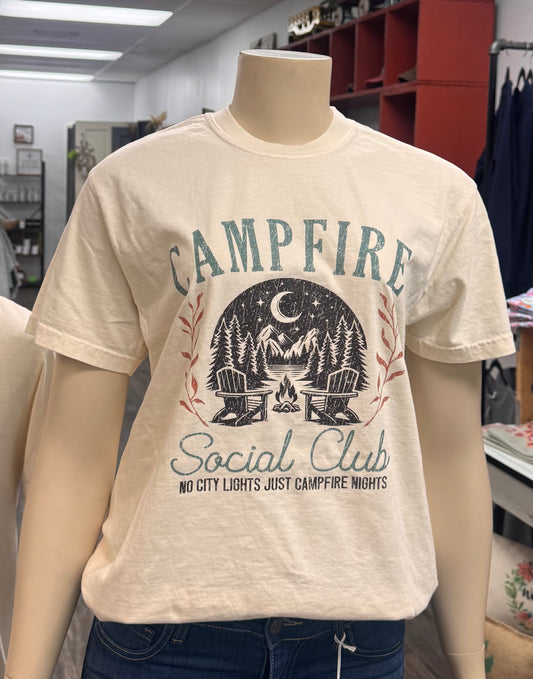 CAMPFIRE
Social Club
NO CITY LIGHTS JUST CAMPFIRE NIGHTS